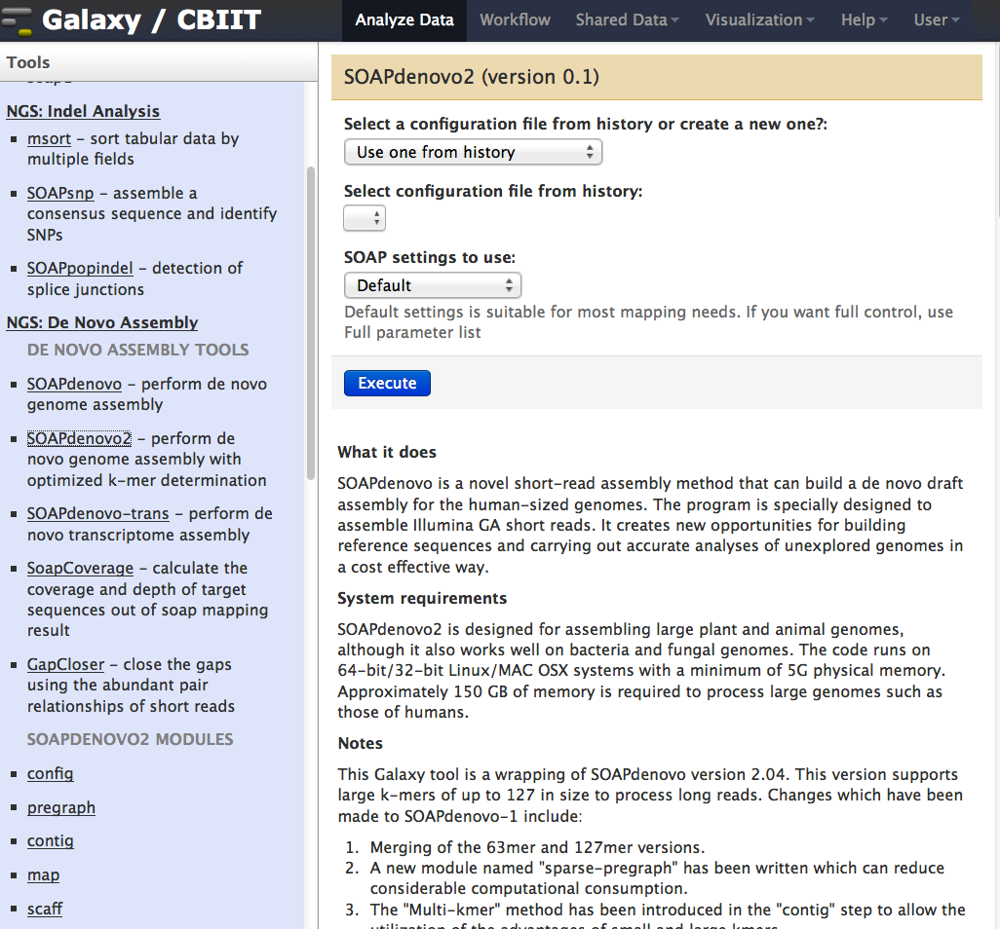 Galaxy / CBIIT
Analyze Data
Workflow
Shared Data
Visualization
Help
User
Tools
NGS: Indel Analysis
msort – sort tabular data by
multiple fields
SOAPsnp – assemble a
consensus sequence and identify
SNPs
SOAPpopindel – detection of
splice junctions
NGS: De Novo Assembly
DE NOVO ASSEMBLY TOOLS
SOAPdenovo – perform de novo
genome assembly
SOAPdenovo2 – perform de
novo genome assembly with
optimized k-mer determination
SOAPdenovo-trans – perform de
novo transcriptome assembly
SoapCoverage – calculate the
coverage and depth of target
sequences out of soap mapping
result
GapCloser – close the gaps
using the abundant pair
relationships of short reads
SOAPDENOVO2 MODULES
config
pregraph
contig
map
scaff
SOAPdenovo2 (version 0.1)
Select a configuration file from history or create a new one?:
Use one from history
Select configuration file from history:
SOAP settings to use:
Default
Default settings is suitable for most mapping needs. If you want full control, use
Full parameter list
Execute
What it does
SOAPdenovo is a novel short-read assembly method that can build a de novo draft
assembly for the human-sized genomes. The program is specially designed to
assemble Illumina GA short reads. It creates new opportunities for building
reference sequences and carrying out accurate analyses of unexplored genomes in
a cost effective way.
System requirements
SOAPdenovo2 is designed for assembling large plant and animal genomes,
although it also works well on bacteria and fungal genomes. The code runs on
64-bit/32-bit Linux/MAC OSX systems with a minimum of 5G physical memory.
Approximately 150 GB of memory is required to process large genomes such as
those of humans.
Notes
This Galaxy tool is a wrapping of SOAPdenovo version 2.04. This version supports
large k-mers of up to 127 in size to process long reads. Changes which have been
made to SOAPdenovo-1 include:
1. Merging of the 63mer and 127mer versions.
2. A new module named "sparse-pregraph" has been written which can reduce
considerable computational consumption.
3. The "Multi-kmer" method has been introduced in the "contig" step to allow the
utilization of the advantages of small and large kmers.